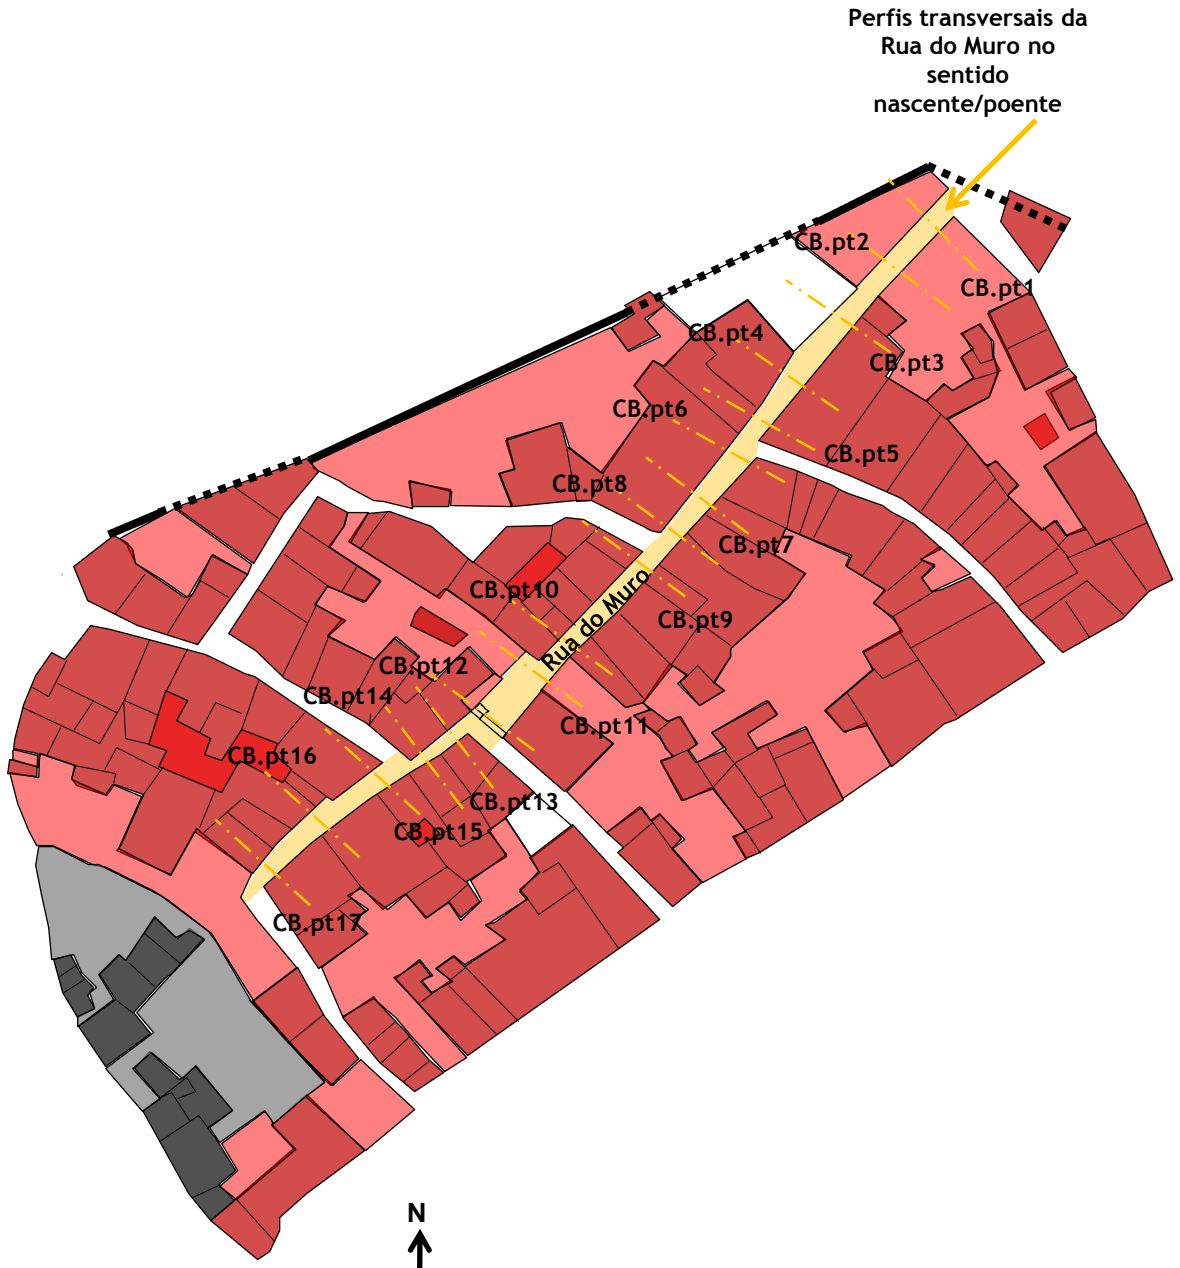 Perfis transversais da
Rua do Muro no
sentido
nascente/poente
CB.pt2
CB.pt1
CB.pt4
CB.pt3
CB.pt6
CB.pt5
CB.pt8
CB.pt7
CB.pt10
Rua do Muro
CB.pt9
CB.pt12
CB.pt14
CB.pt11
CB.pt16
CB.pt13
CB.pt15
CB.pt17
N